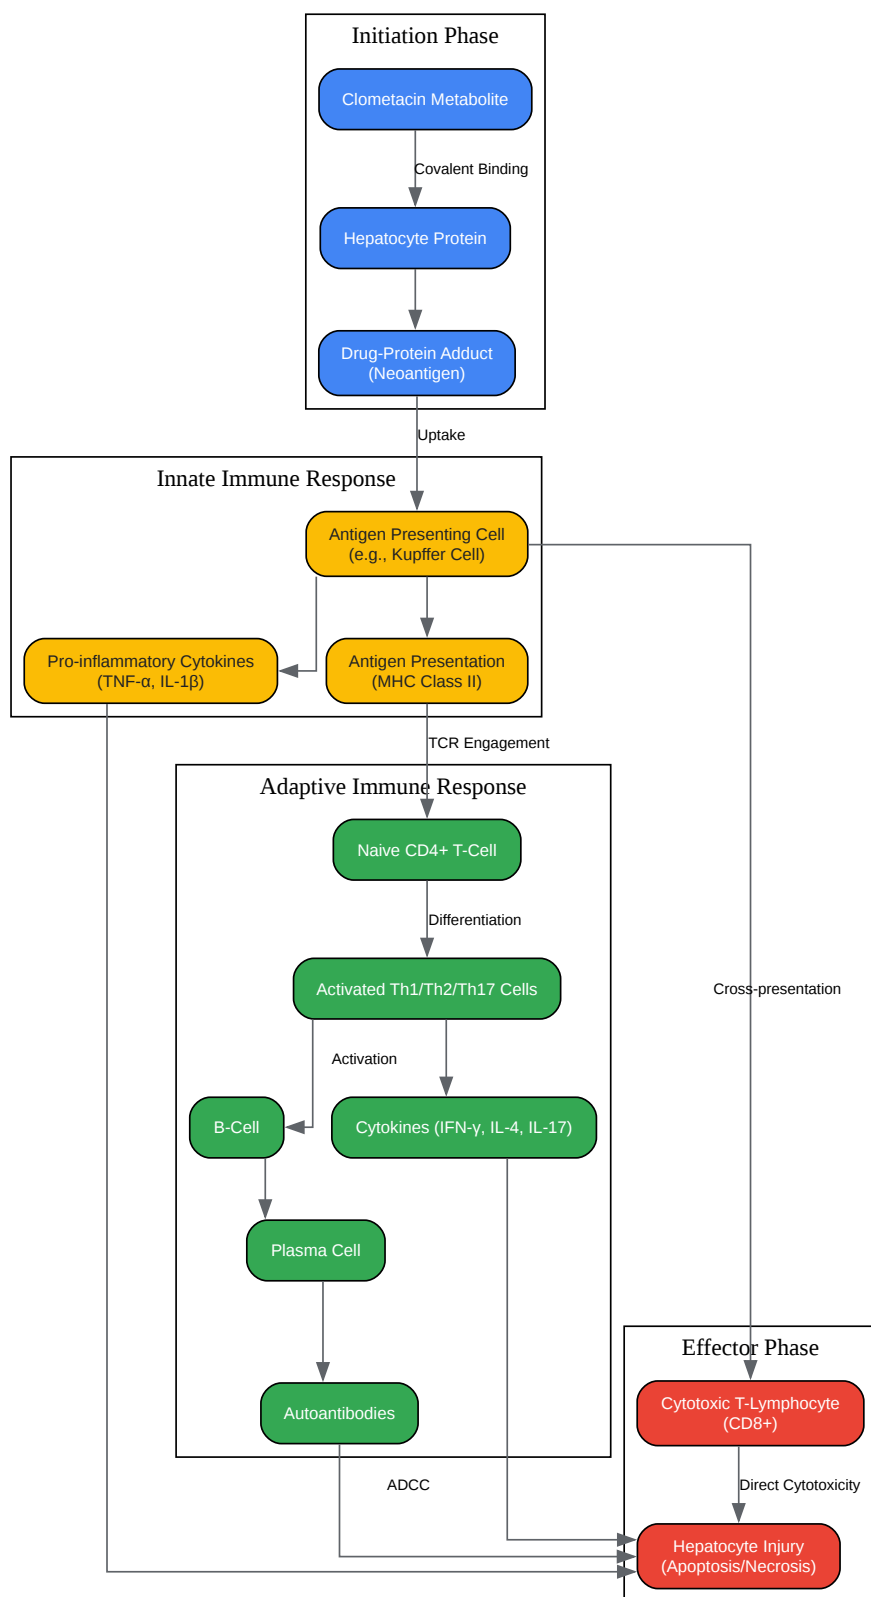 Initiation Phase
Clometacin Metabolite
Covalent Binding
Hepatocyte Protein
Drug-Protein Adduct
(Neoantigen)
Uptake
Innate Immune Response
Antigen Presenting Cell
(e.g., Kupffer Cell)
Pro-inflammatory Cytokines
(TNF-α, IL-1β)
Antigen Presentation
(MHC Class II)
TCR Engagement
Adaptive Immune Response
Naive CD4+ T-Cell
Differentiation
Activated Th1/Th2/Th17 Cells
Cross-presentation
Activation
B-Cell
Cytokines (IFN-γ, IL-4, IL-17)
Plasma Cell
Effector Phase
Autoantibodies
Cytotoxic T-Lymphocyte
(CD8+)
ADCC
Direct Cytotoxicity
Hepatocyte Injury
(Apoptosis/Necrosis)